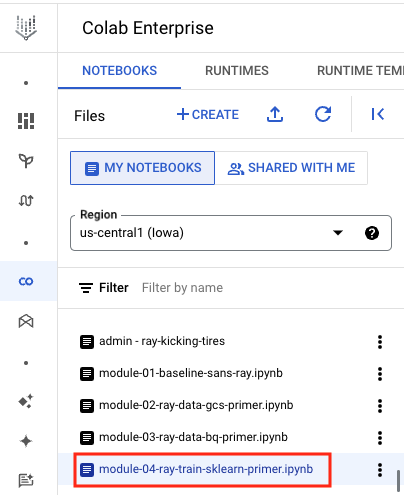 Colab Enterprise
NOTEBOOKS RUNTIMES RUNTIME TEM
Files + CREATE
MY NOTEBOOKS SHARED WITH ME
Region
us-central1 (Iowa)
Filter Filter by name
admin - ray-kicking-tires
module-01-baseline-sans-ray.ipynb
module-02-ray-data-gcs-primer.ipynb
module-03-ray-data-bq-primer.ipynb
module-04-ray-train-sklearn-primer.ipynb